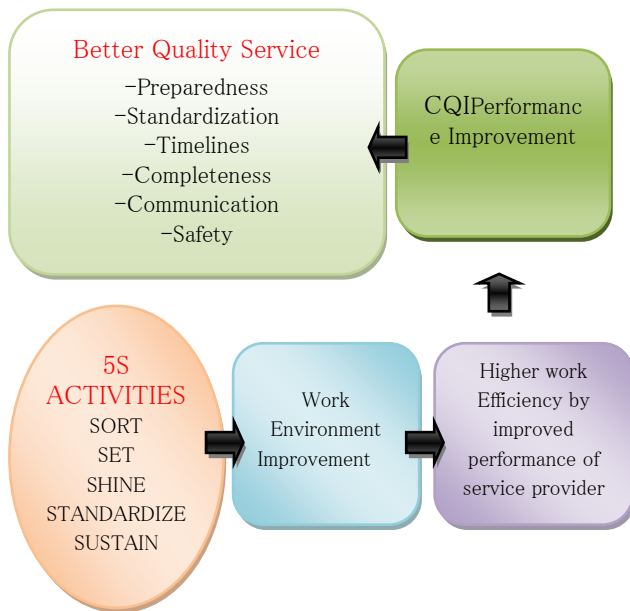 Better Quality Service
-Preparedness
-Standardization
-Timelines
-Completeness
-Communication
-Safety
CQIPerformanc
e Improvement
5S
ACTIVITIES
SORT
SET
SHINE
STANDARDIZE
SUSTAIN
Work
Environment
Improvement
Higher work
Efficiency by
improved
performance of
service provider